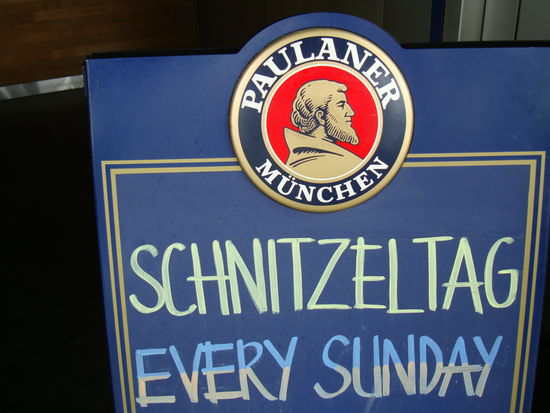 PAULANER
MÜNCHEN
SCHNITZELTAG
EVERY SUNDAY